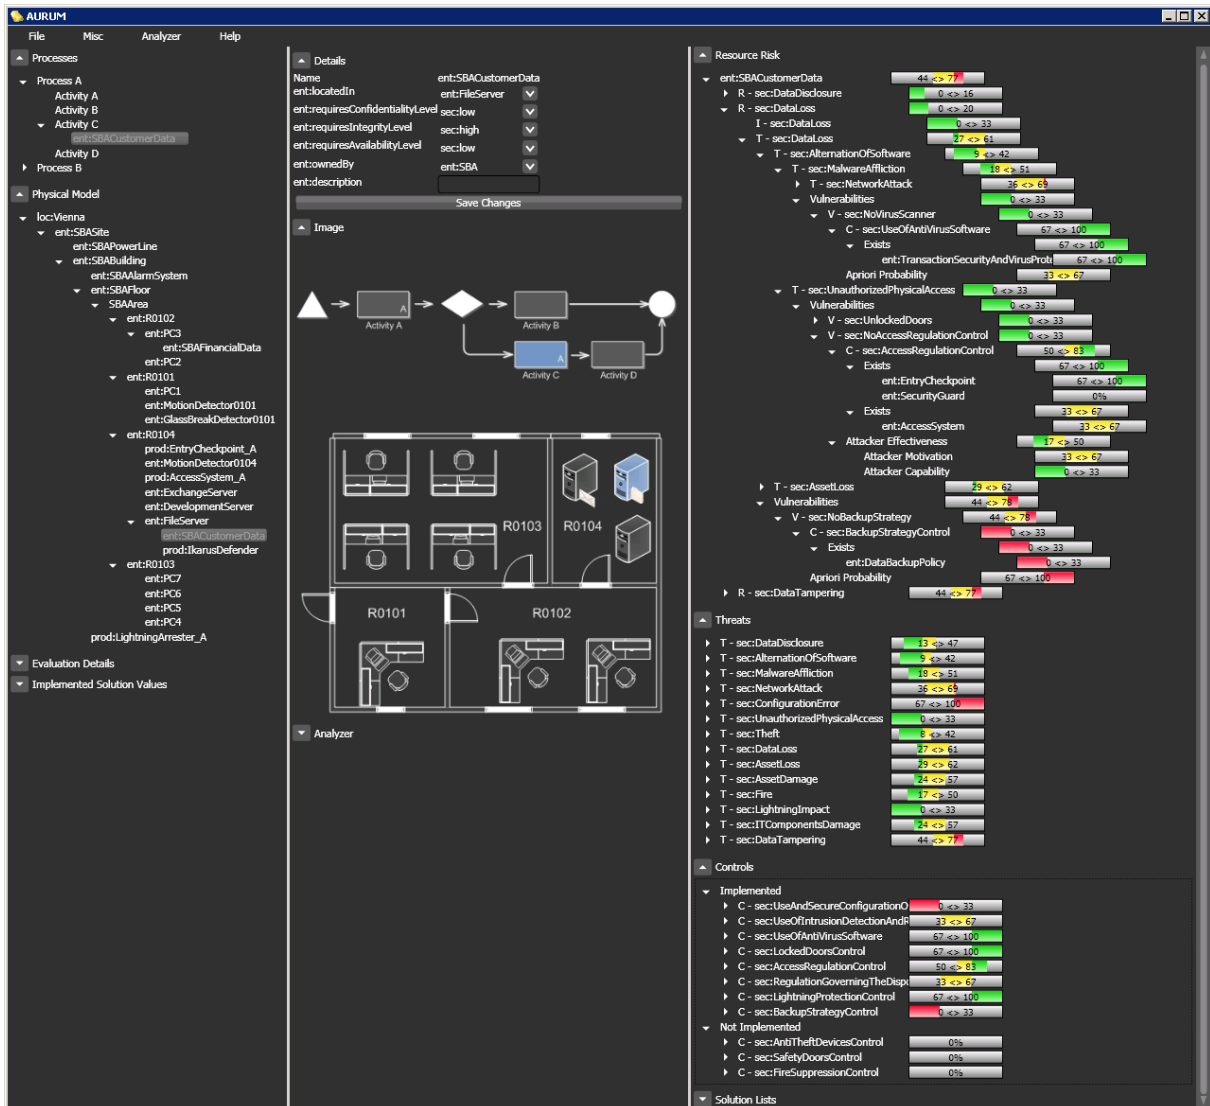 AURUM
File Misc Analyzer Help
Processes
Process A
Activity A
Activity B
Activity C
ent:SBACustomerData
Activity D
Process B
Physical Model
loc:Vienna
ent:SBASite
ent:SBAPowerLine
ent:SBABuilding
ent:SBAAlarmSystem
ent:SBAFloor
SBAArea
ent:R0102
ent:PC3
ent:SBAFinancialData
ent:PC2
ent:R0101
ent:PC1
ent:MotionDetector0101
ent:GlassBreakDetector0101
ent:R0104
prod:EntryCheckpoint_A
ent:MotionDetector0104
prod:AccessSystem_A
ent:ExchangeServer
ent:DevelopmentServer
ent:FileServer
ent:SBACustomerData
prod:IkarusDefender
ent:R0103
ent:PC7
ent:PC6
ent:PC5
ent:PC4
prod:LightningArrester_A
Evaluation Details
Implemented Solution Values
Details
Name ent:SBACustomerData
ent:locatedIn ent:FileServer
ent:requiresConfidentialityLevel sec:low
ent:requiresIntegrityLevel sec:high
ent:requiresAvailabilityLevel sec:low
ent:ownedBy ent:SBA
ent:description
Save Changes
Image
A
Activity A
Activity B
A
Activity C
Activity D
R0103
R0104
R0101
R0102
Analyzer
Resource Risk
ent:SBACustomerData 44 <> 77
R - sec:DataDisclosure 0 <> 16
R - sec:DataLoss 0 <> 20
I - sec:DataLoss 0 <> 33
T - sec:DataLoss 27 <> 61
T - sec:AlternationOfSoftware 9 <> 42
T - sec:MalwareAffliction 18 <> 51
T - sec:NetworkAttack 36 <> 69
Vulnerabilities 0 <> 33
V - sec:NoVirusScanner 0 <> 33
C - sec:UseOfAntiVirusSoftware 67 <> 100
Exists 67 <> 100
ent:TransactionSecurityAndVirusProt 67 <> 100
Apriori Probability 33 <> 67
T - sec:UnauthorizedPhysicalAccess 0 <> 33
Vulnerabilities 0 <> 33
V - sec:UnlockedDoors 0 <> 33
V - sec:NoAccessRegulationControl 0 <> 33
C - sec:AccessRegulationControl 50 <> 83
Exists 67 <> 100
ent:EntryCheckpoint 67 <> 100
ent:SecurityGuard 0%
Exists 33 <> 67
ent:AccessSystem 33 <> 67
Attacker Effectiveness 17 <> 50
Attacker Motivation 33 <> 67
Attacker Capability 0 <> 33
T - sec:AssetLoss 29 <> 62
Vulnerabilities 44 <> 78
V - sec:NoBackupStrategy 44 <> 78
C - sec:BackupStrategyControl 0 <> 33
Exists 0 <> 33
ent:DataBackupPolicy 0 <> 33
Apriori Probability 67 <> 100
R - sec:DataTampering 44 <> 77
Threats
T - sec:DataDisclosure 13 <> 47
T - sec:AlternationOfSoftware 9 <> 42
T - sec:MalwareAffliction 18 <> 51
T - sec:NetworkAttack 36 <> 69
T - sec:ConfigurationError 67 <> 100
T - sec:UnauthorizedPhysicalAccess 0 <> 33
T - sec:Theft 8 <> 42
T - sec:DataLoss 27 <> 61
T - sec:AssetLoss 29 <> 62
T - sec:AssetDamage 24 <> 57
T - sec:Fire 17 <> 50
T - sec:LightningImpact 0 <> 33
T - sec:ITComponentsDamage 24 <> 57
T - sec:DataTampering 44 <> 77
Controls
Implemented
C - sec:UseAndSecureConfigurationO 0 <> 33
C - sec:UseOfIntrusionDetectionAndR 33 <> 67
C - sec:UseOfAntiVirusSoftware 67 <> 100
C - sec:LockedDoorsControl 67 <> 100
C - sec:AccessRegulationControl 50 <> 83
C - sec:RegulationGoverningTheDispo 33 <> 67
C - sec:LightningProtectionControl 67 <> 100
C - sec:BackupStrategyControl 0 <> 33
Not Implemented
C - sec:AntiTheftDevicesControl 0%
C - sec:SafetyDoorsControl 0%
C - sec:FireSuppressionControl 0%
Solution Lists